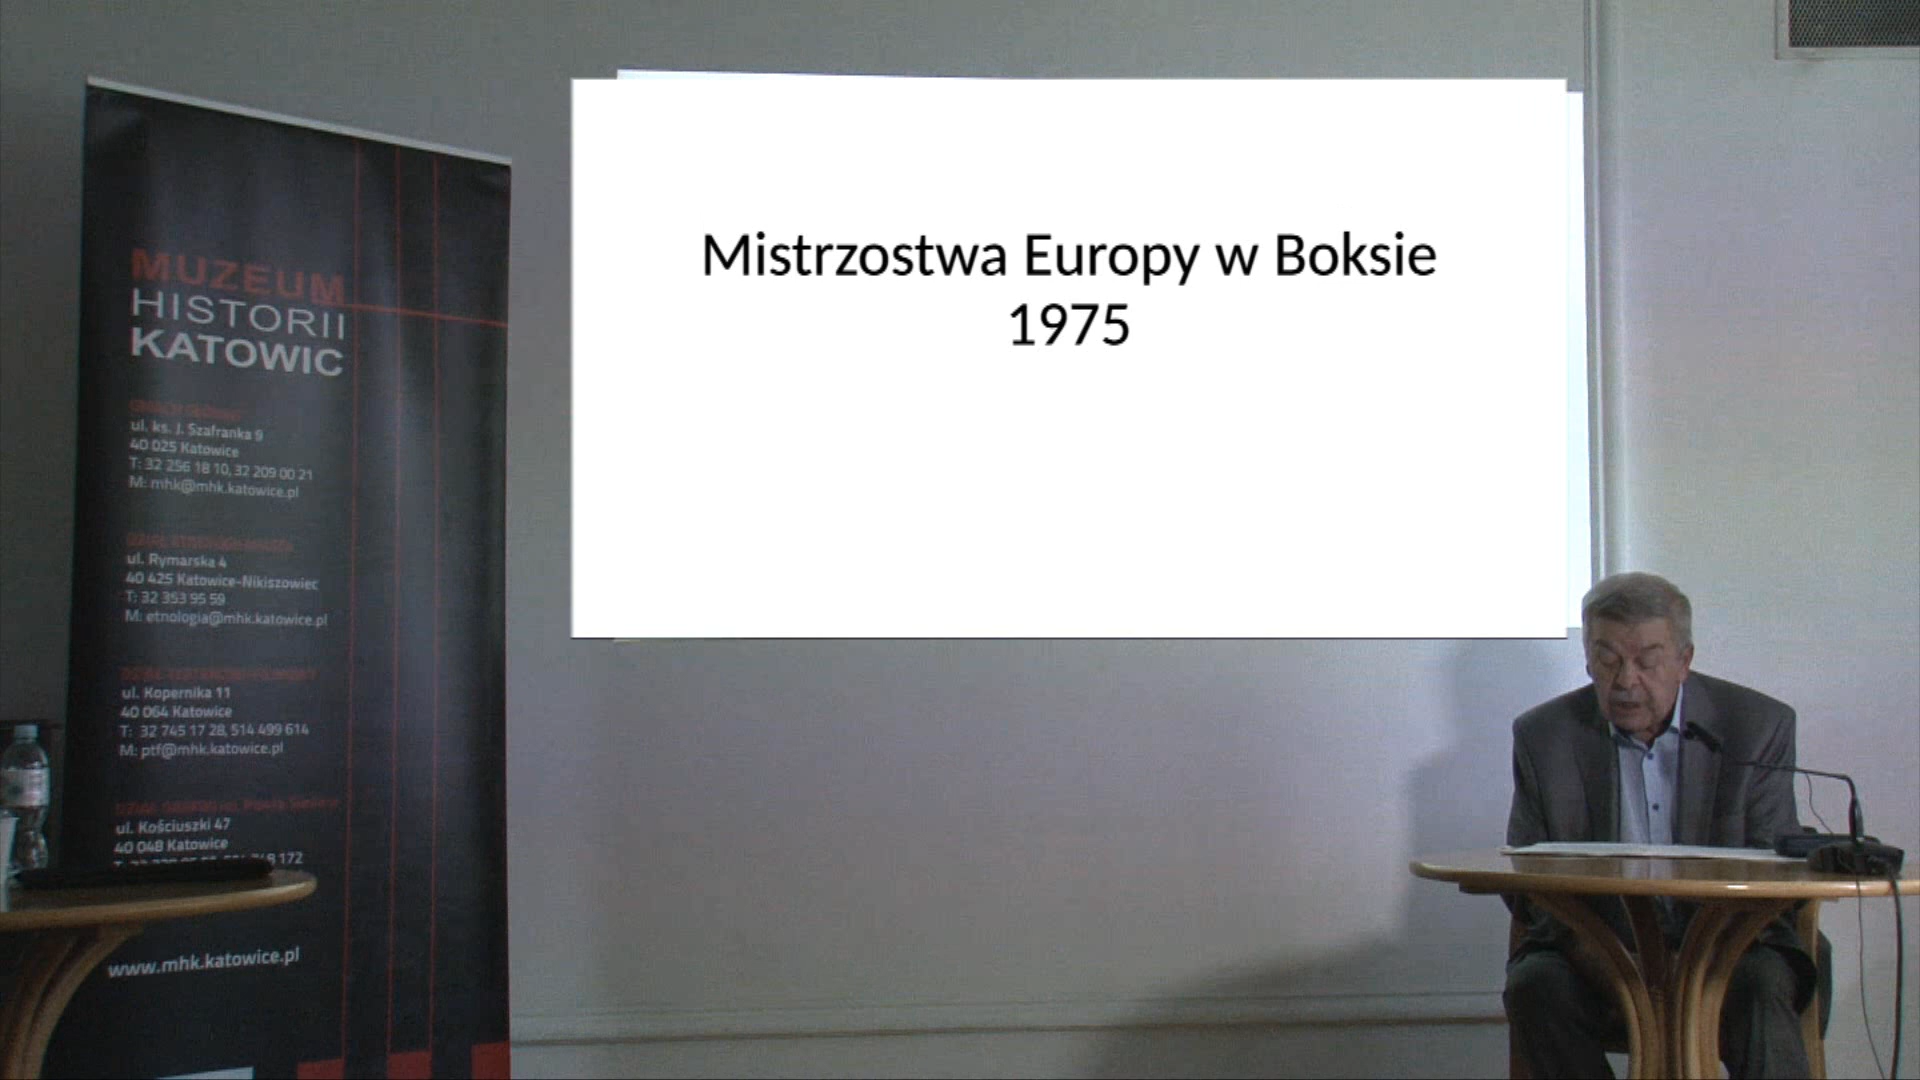 MUZEUM
HISTORII
KATOWIC
ul. ks. J. Szafranka 9
40 025 Katowice
T: 32 256 18 10, 32 209 00 21
M: mhk@mhk.katowice.pl
ul. Rymarska 4
40 425 Katowice-Nikiszowiec
T: 32 353 95 59
M: etnologia@mhk.katowice.pl
ul. Kopernika 11
40 064 Katowice
T: 32 745 17 28, 514 499 614
M: ptf@mhk.katowice.pl
ul. Kościuszki 47
40 048 Katowice
www.mhk.katowice.pl
Mistrzostwa Europy w Boksie
1975